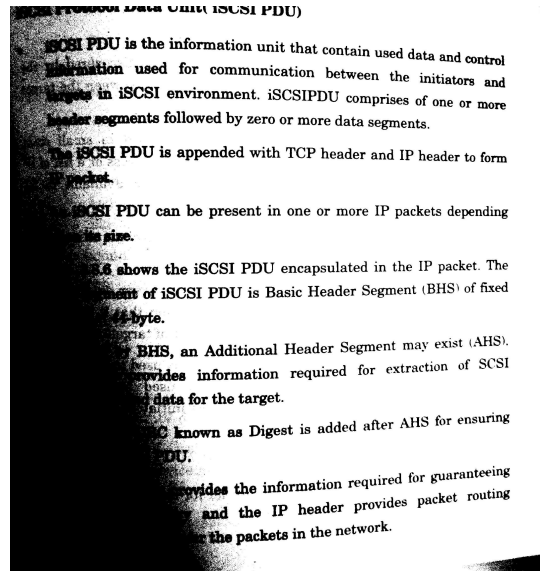 iSCSI Protocol Data Unit( iSCSI PDU)
iSCSI PDU is the information unit that contain used data and control
information used for communication between the initiators and
targets in iSCSI environment. iSCSIPDU comprises of one or more
header segments followed by zero or more data segments.
The iSCSI PDU is appended with TCP header and IP header to form
IP packet.
iSCSI PDU can be present in one or more IP packets depending
its size.
shows the iSCSI PDU encapsulated in the IP packet. The
of iSCSI PDU is Basic Header Segment (BHS) of fixed
byte.
BHS, an Additional Header Segment may exist (AHS).
provides information required for extraction of SCSI
data for the target.
known as Digest is added after AHS for ensuring
PDU.
provides the information required for guaranteeing
and the IP header provides packet routing
the packets in the network.